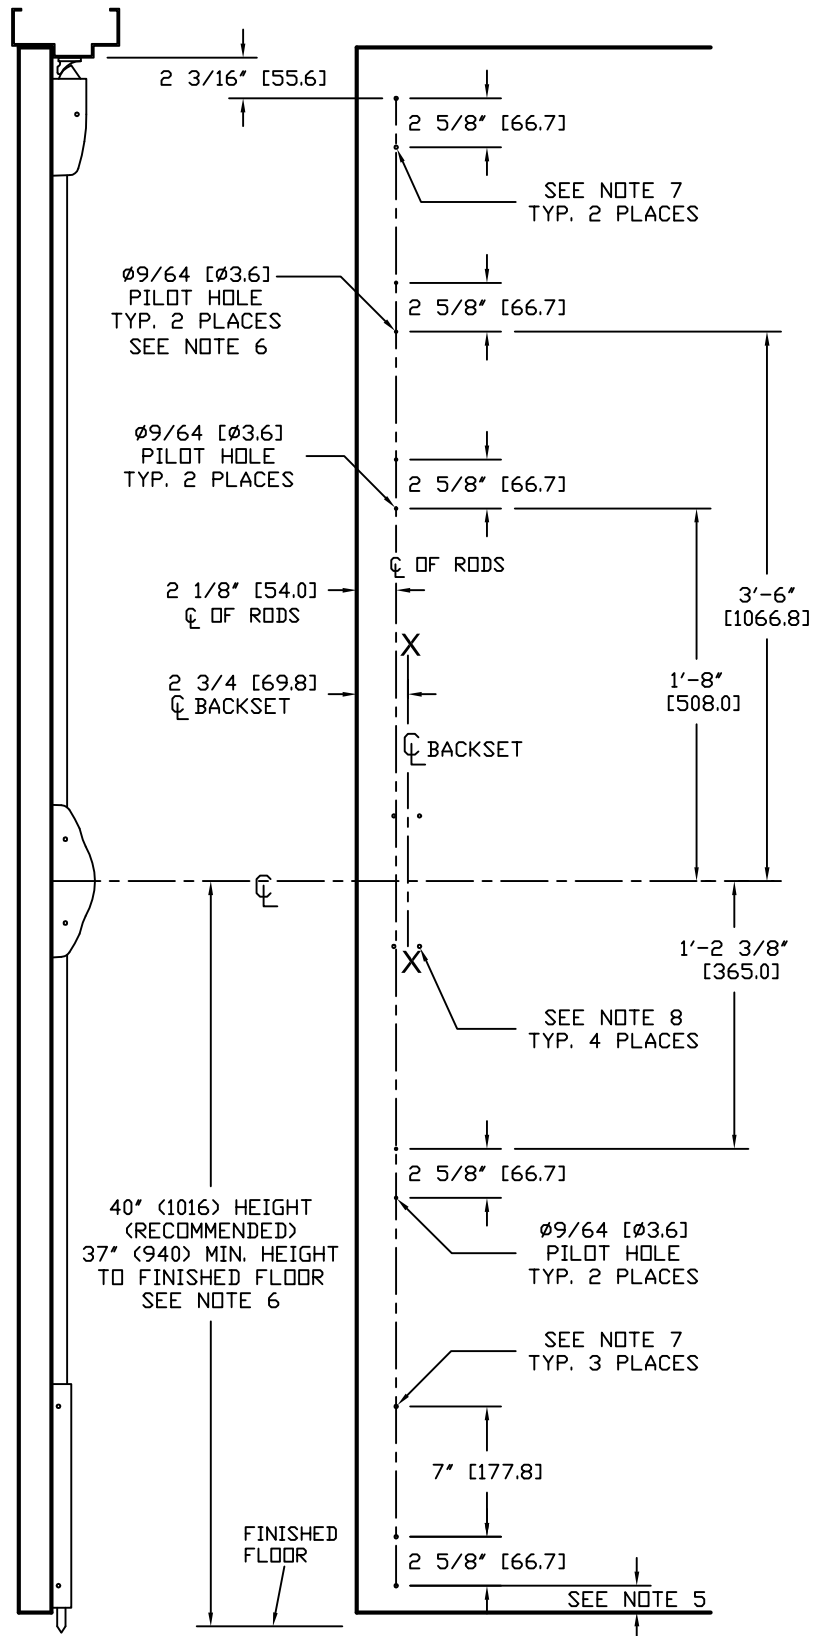 2 3/16" [55.6]
2 5/8" [66.7]
SEE NOTE 7
TYP. 2 PLACES
Ø9/64 [Ø3.6]
PILOT HOLE
TYP. 2 PLACES
SEE NOTE 6
2 5/8" [66.7]
Ø9/64 [Ø3.6]
PILOT HOLE
TYP. 2 PLACES
2 5/8" [66.7]
℄ OF RODS
2 1/8" [54.0]
℄ OF RODS
3'-6"
[1066.8]
X
2 3/4 [69.8]
℄ BACKSET
1'-8"
[508.0]
℄ BACKSET
℄
1'-2 3/8"
[365.0]
X
SEE NOTE 8
TYP. 4 PLACES
2 5/8" [66.7]
40" (1016) HEIGHT
(RECOMMENDED)
37" (940) MIN. HEIGHT
TO FINISHED FLOOR
SEE NOTE 6
Ø9/64 [Ø3.6]
PILOT HOLE
TYP. 2 PLACES
SEE NOTE 7
TYP. 3 PLACES
7" [177.8]
FINISHED
FLOOR
2 5/8" [66.7]
SEE NOTE 5